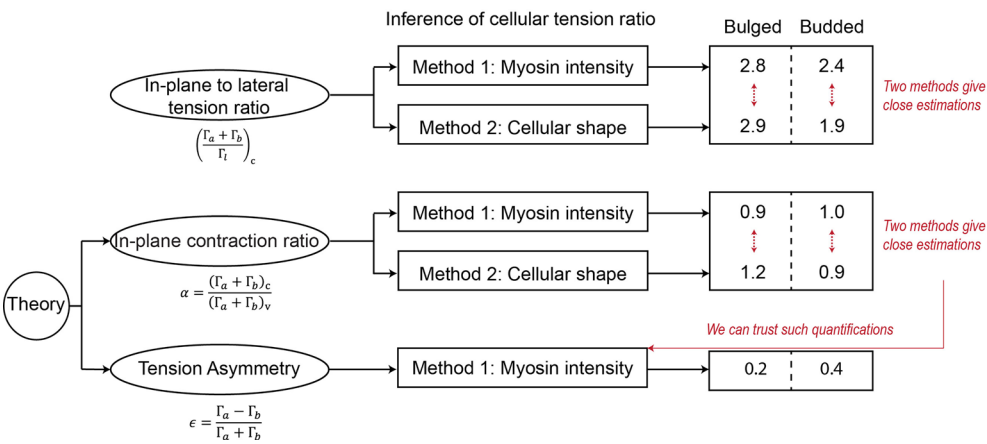 Inference of cellular tension ratio
Bulged Budded
In-plane to lateral
tension ratio
(Γa + Γb / Γl)c
Method 1: Myosin intensity
2.8 2.4
Method 2: Cellular shape
2.9 1.9
Two methods give
close estimations
In-plane contraction ratio
α = (Γa + Γb)c / (Γa + Γb)v
Method 1: Myosin intensity
0.9 1.0
Method 2: Cellular shape
1.2 0.9
Two methods give
close estimations
Theory
We can trust such quantifications
Tension Asymmetry
ϵ = Γa − Γb / Γa + Γb
Method 1: Myosin intensity
0.2 0.4